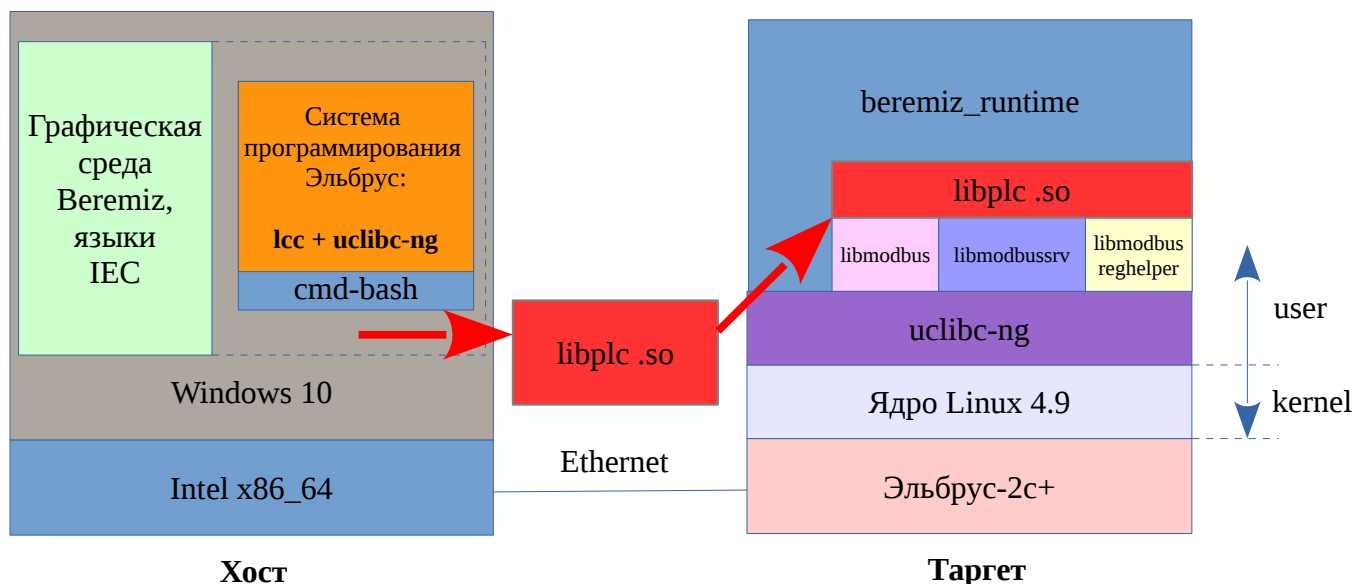 Графическая
среда
Beremiz,
языки
IEC
Система
программирования
Эльбрус:
lcc + uclibc-ng
cmd-bash
Windows 10
Intel x86_64
Хост
libplc .so
Ethernet
beremiz_runtime
libplc .so
libmodbus
libmodbussrv
libmodbus
reghelper
uclibc-ng
Ядро Linux 4.9
Эльбрус-2с+
Таргет
user
kernel